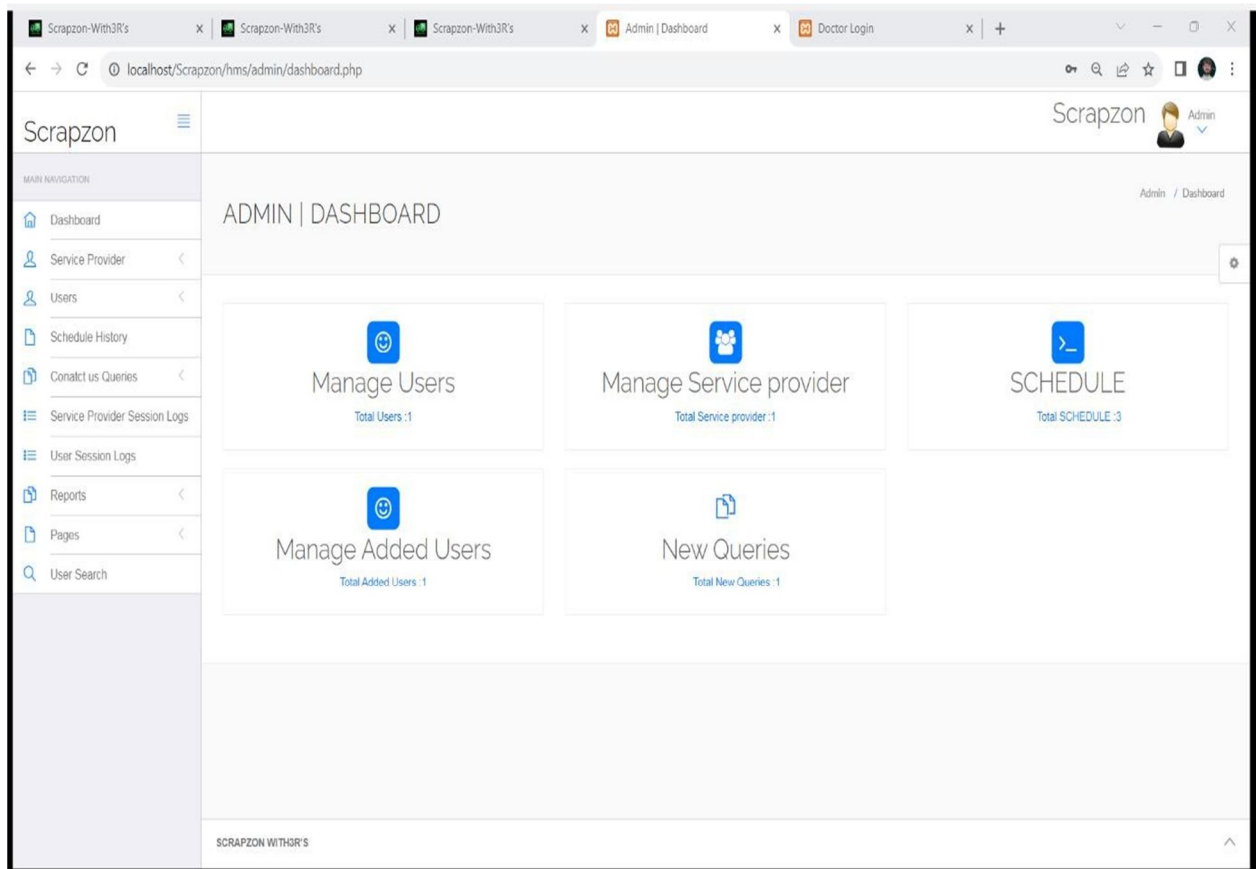 Scrapzon-With3R's
Scrapzon-With3R's
Scrapzon-With3R's
Admin | Dashboard
Doctor Login
localhost/Scrapzon/hms/admin/dashboard.php
Scrapzon
Scrapzon
Admin
MAIN NAVIGATION
Dashboard
Service Provider
Users
Schedule History
Conatct us Queries
Service Provider Session Logs
User Session Logs
Reports
Pages
User Search
ADMIN | DASHBOARD
Admin / Dashboard
Manage Users
Total Users :1
Manage Service provider
Total Service provider :1
SCHEDULE
Total SCHEDULE :3
Manage Added Users
Total Added Users :1
New Queries
Total New Queries :1
SCRAPZON WITH3R'S